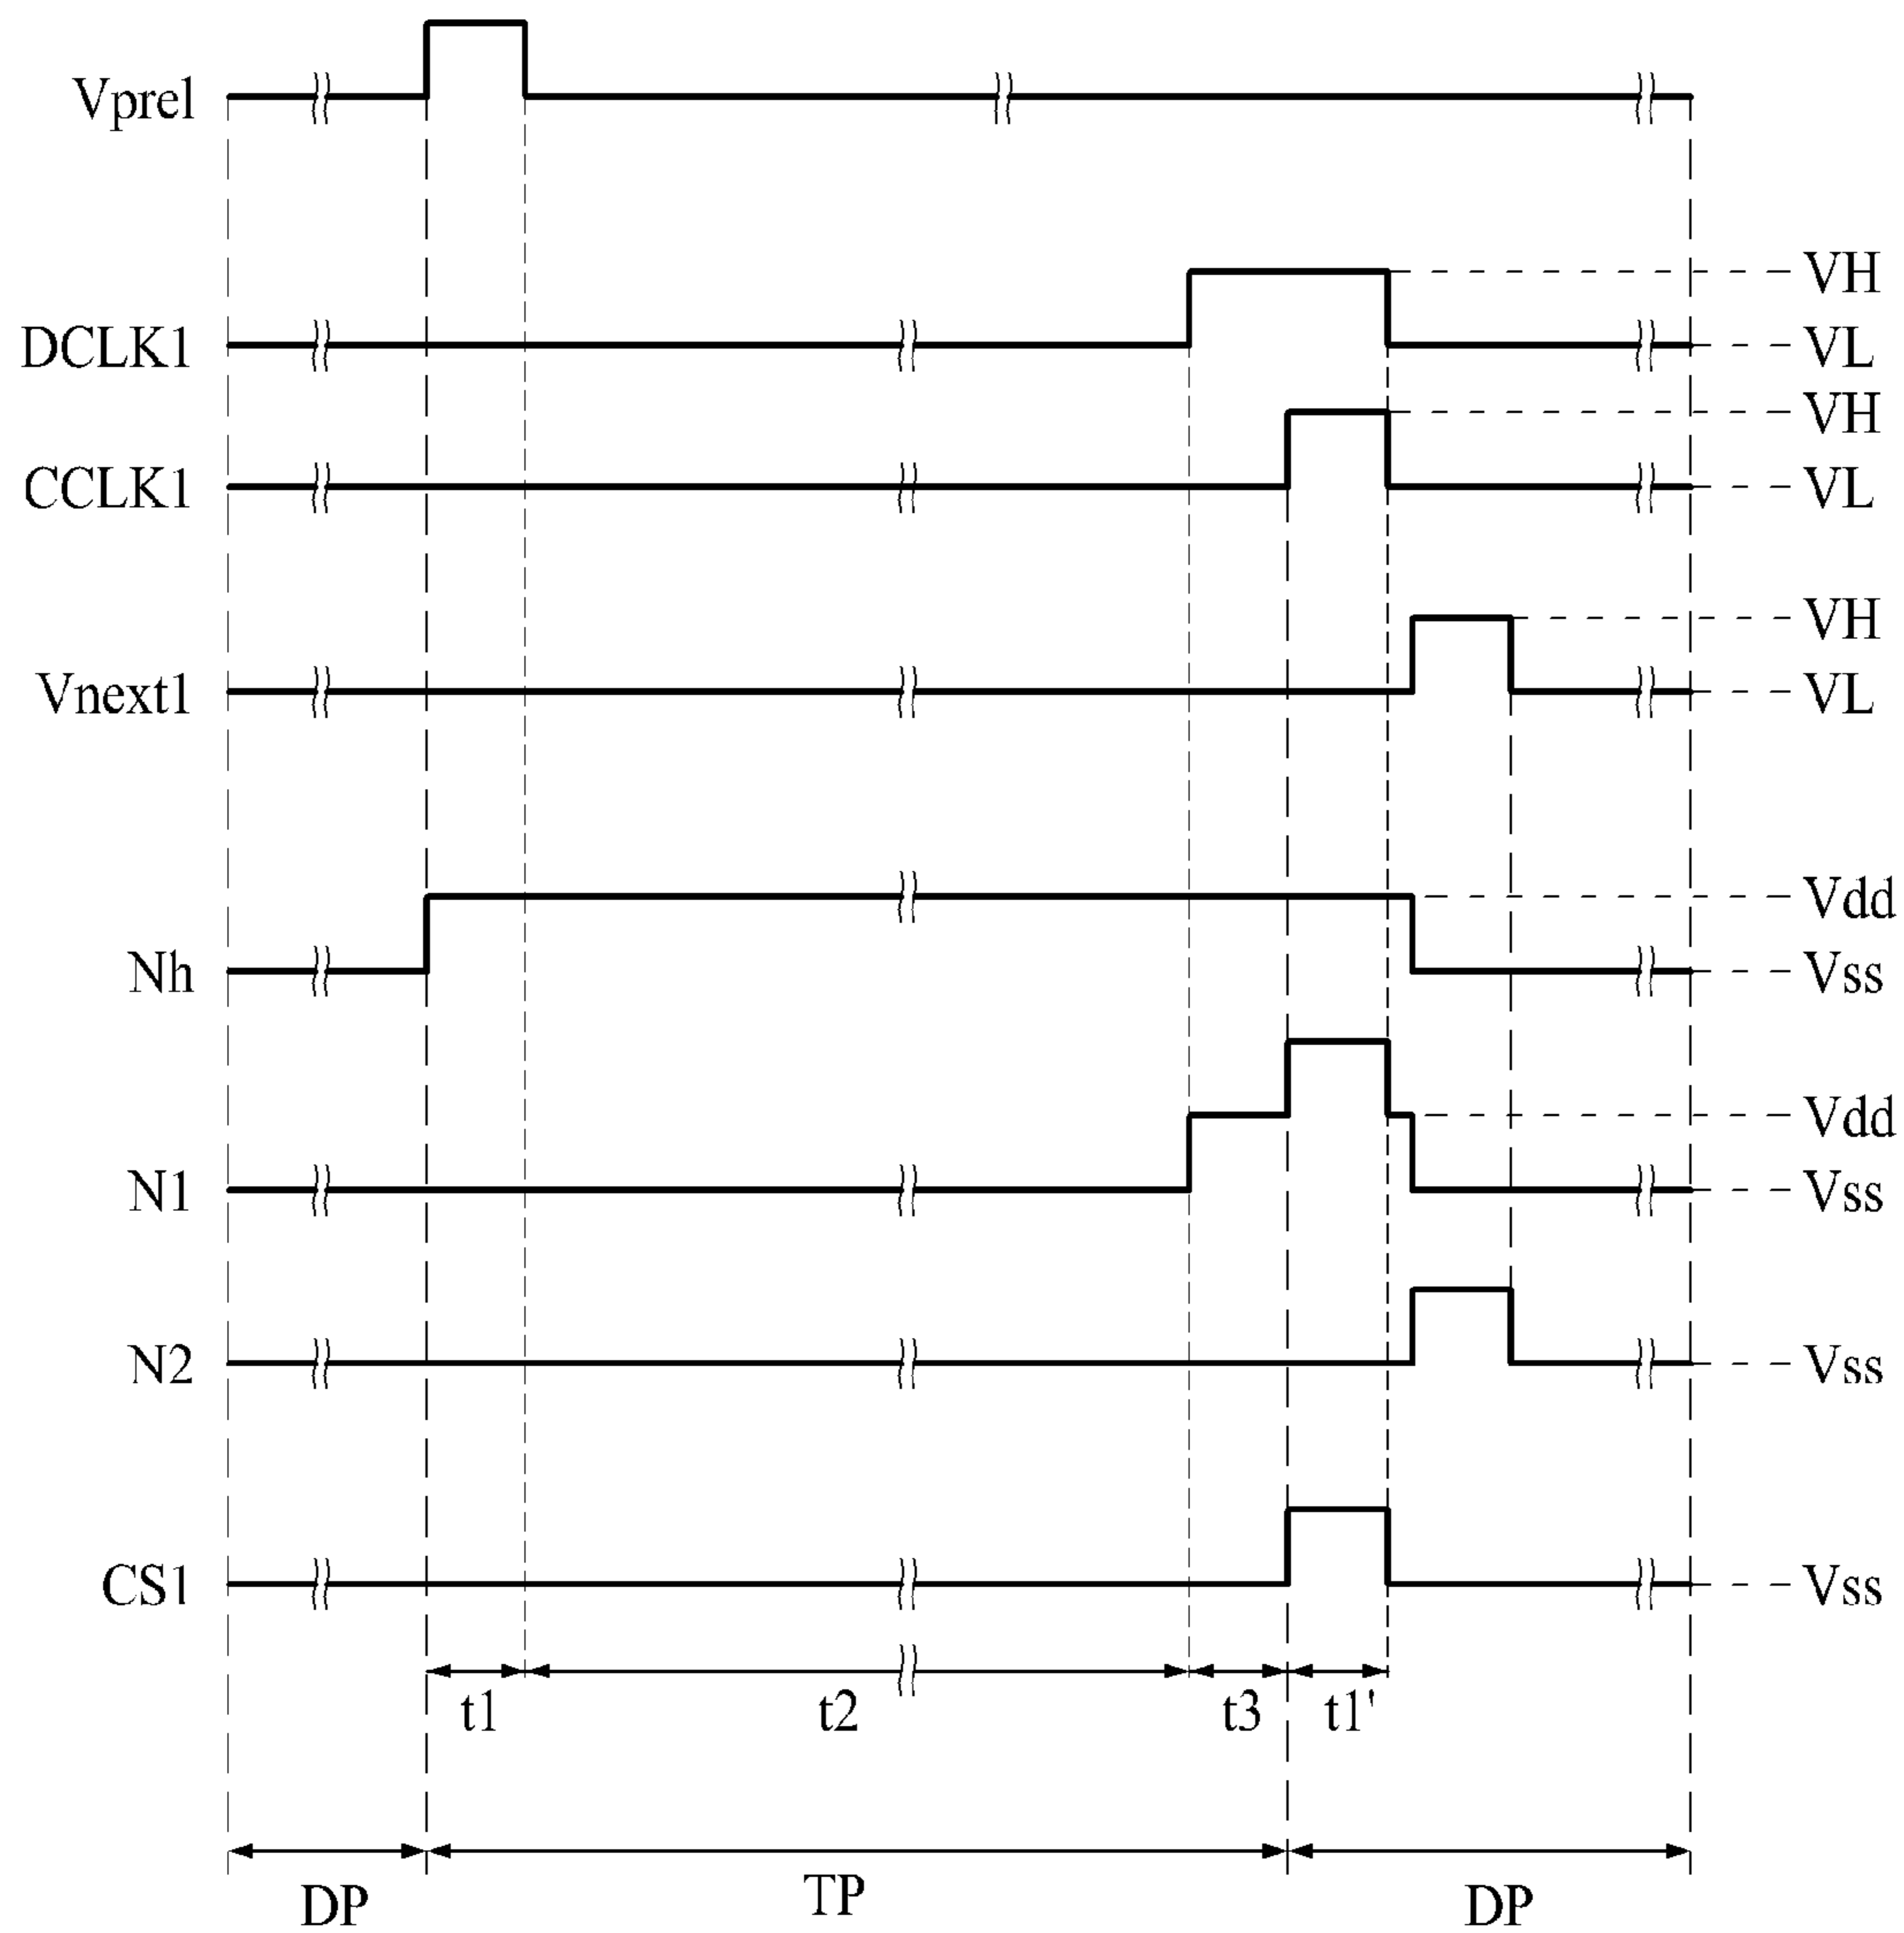 Vpre1
DCLK1
VH
VL
CCLK1
VH
VL
Vnext1
VH
VL
Nh
Vdd
Vss
N1
Vdd
Vss
N2
Vss
CS1
Vss
t1
t2
t3
t1'
DP
TP
DP